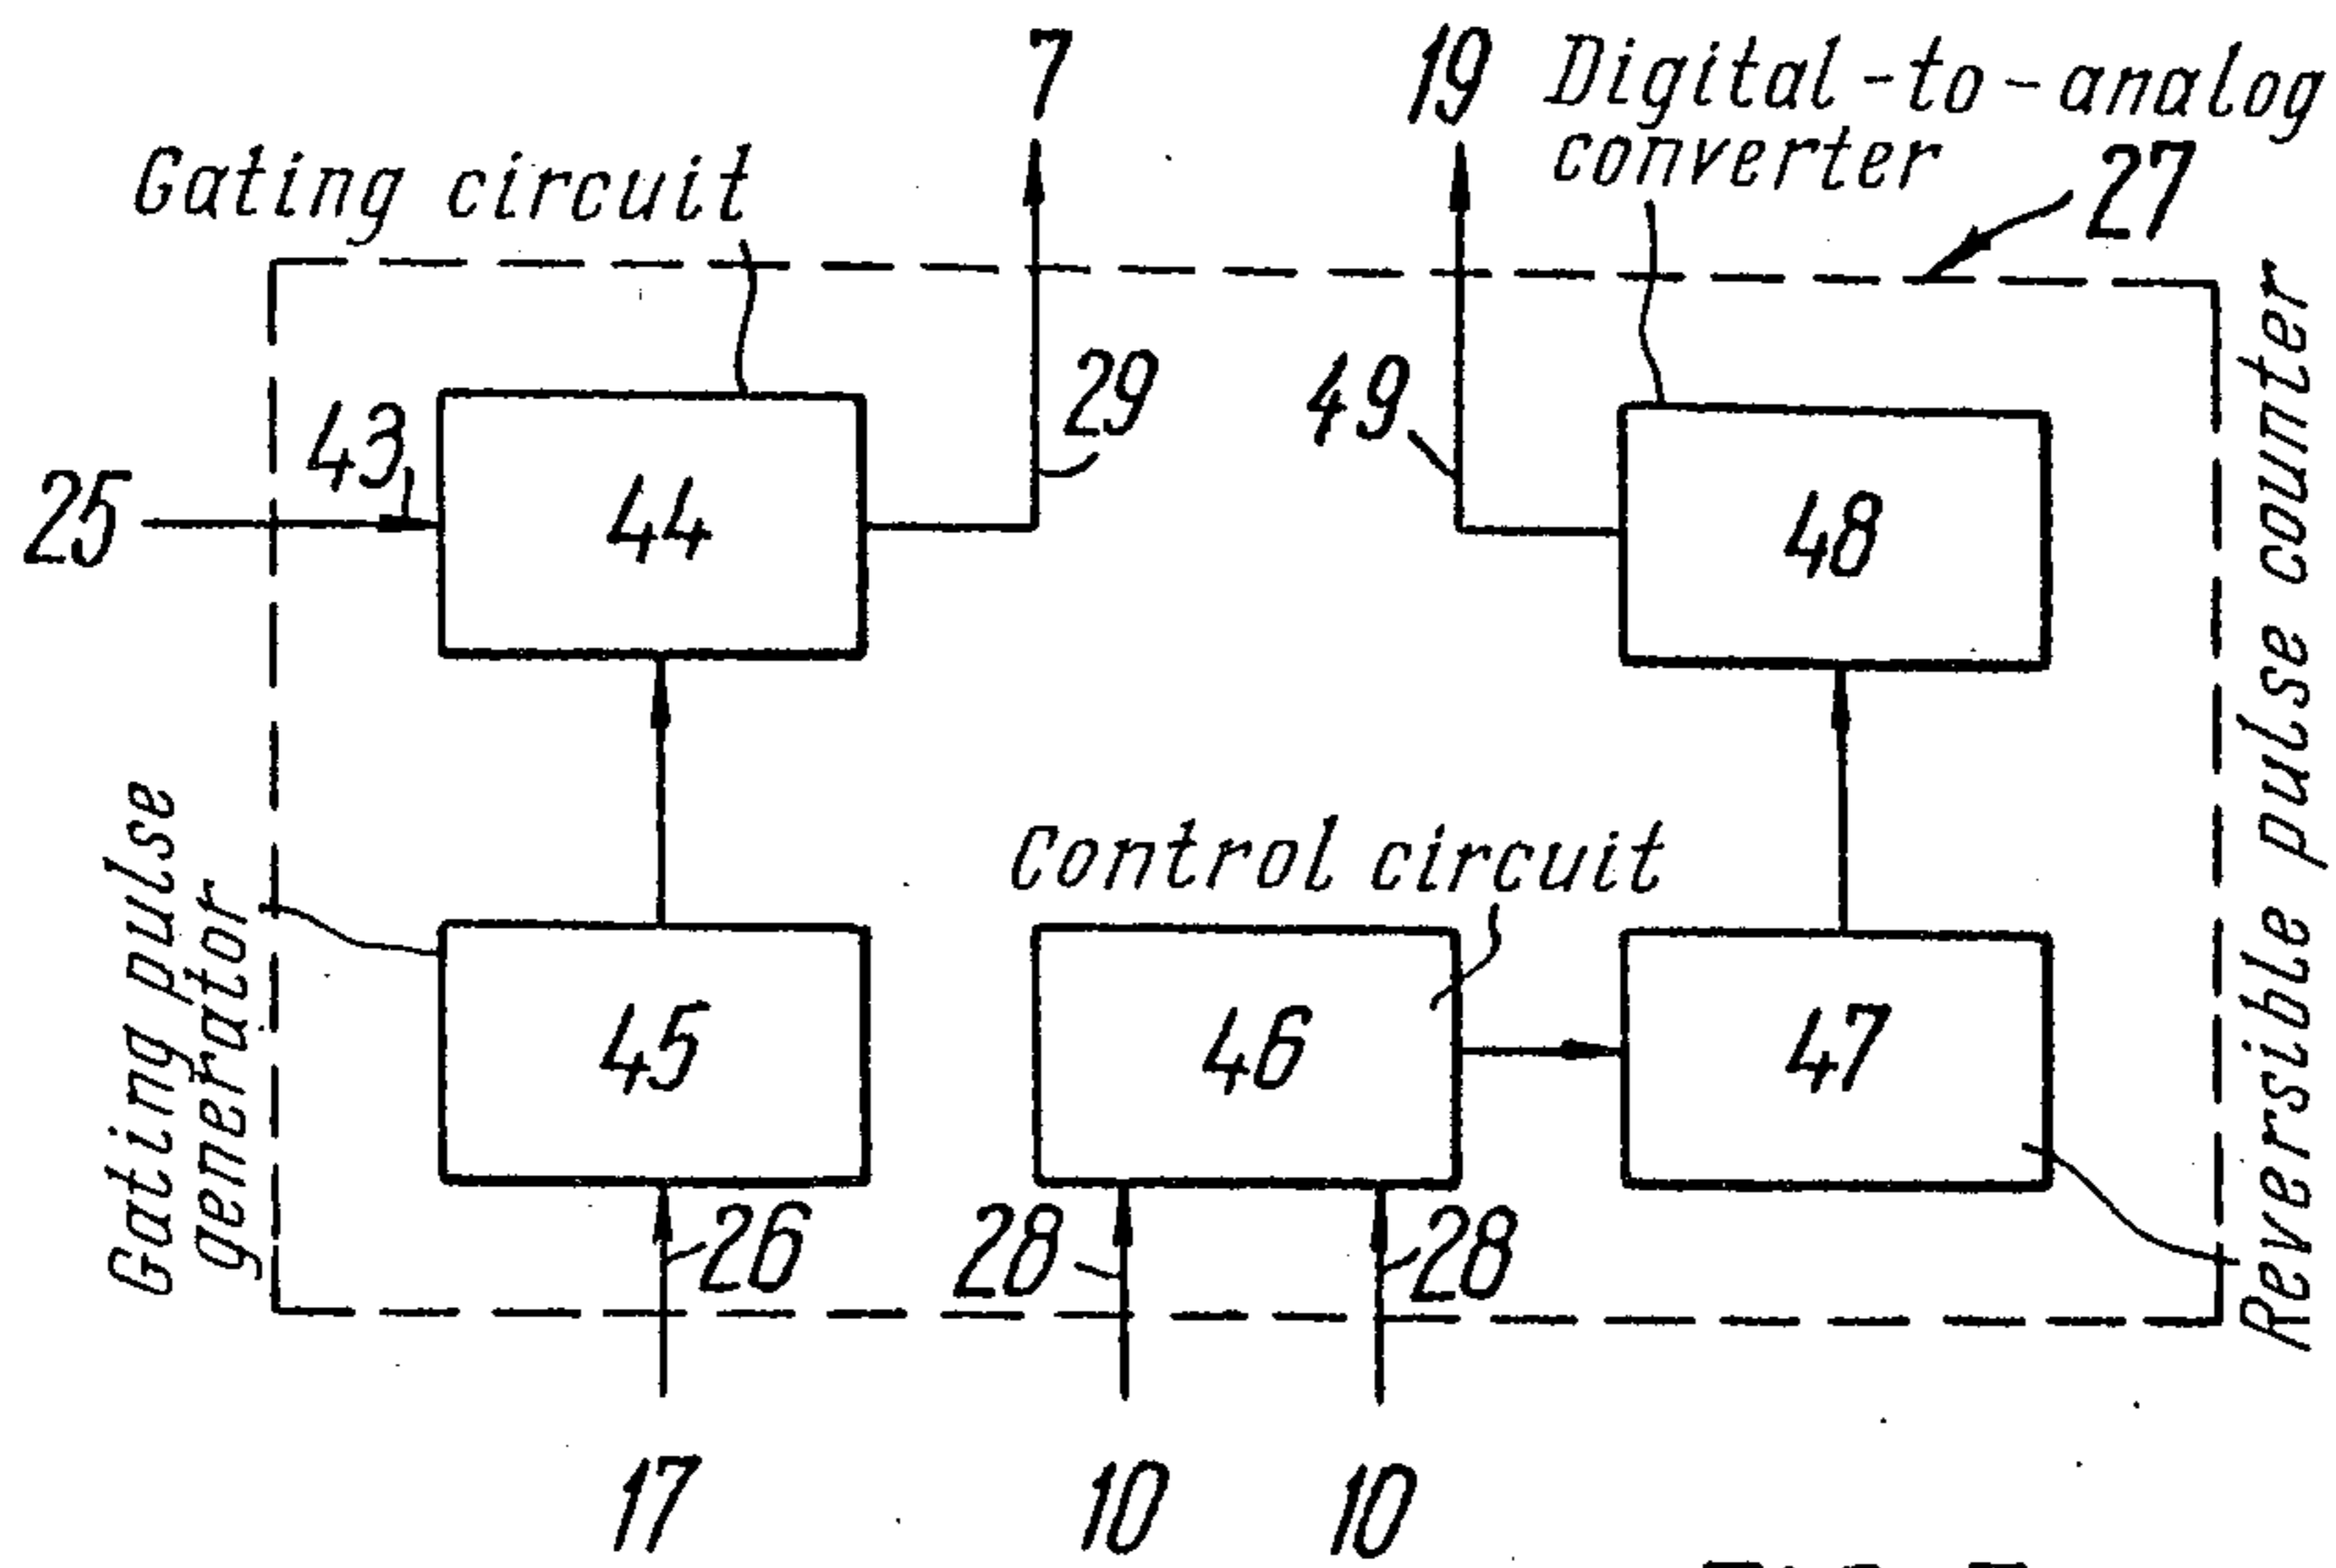 7
19
Digital-to-analog
converter
27
Gating circuit
29
49
43
25
44
48
Reversible pulse counter
Gating pulse
generator
Control circuit
45
46
47
26
28
28
17
10
10